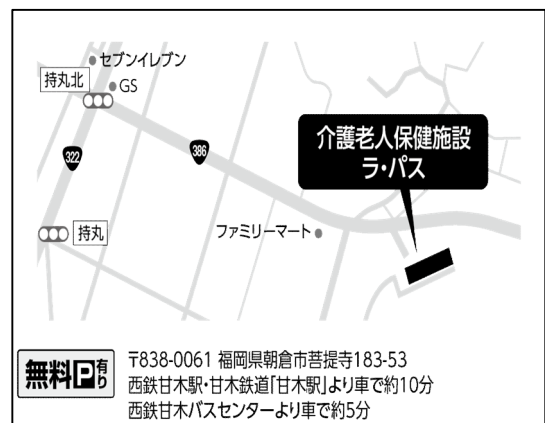 セブンイレブン
持丸北
GS
322
386
介護老人保健施設
ラ・パス
持丸
ファミリーマート
無料P有り
〒838-0061 福岡県朝倉市菩提寺183-53
西鉄甘木駅・甘木鉄道｢甘木駅｣より車で約10分
西鉄甘木バスセンターより車で約5分